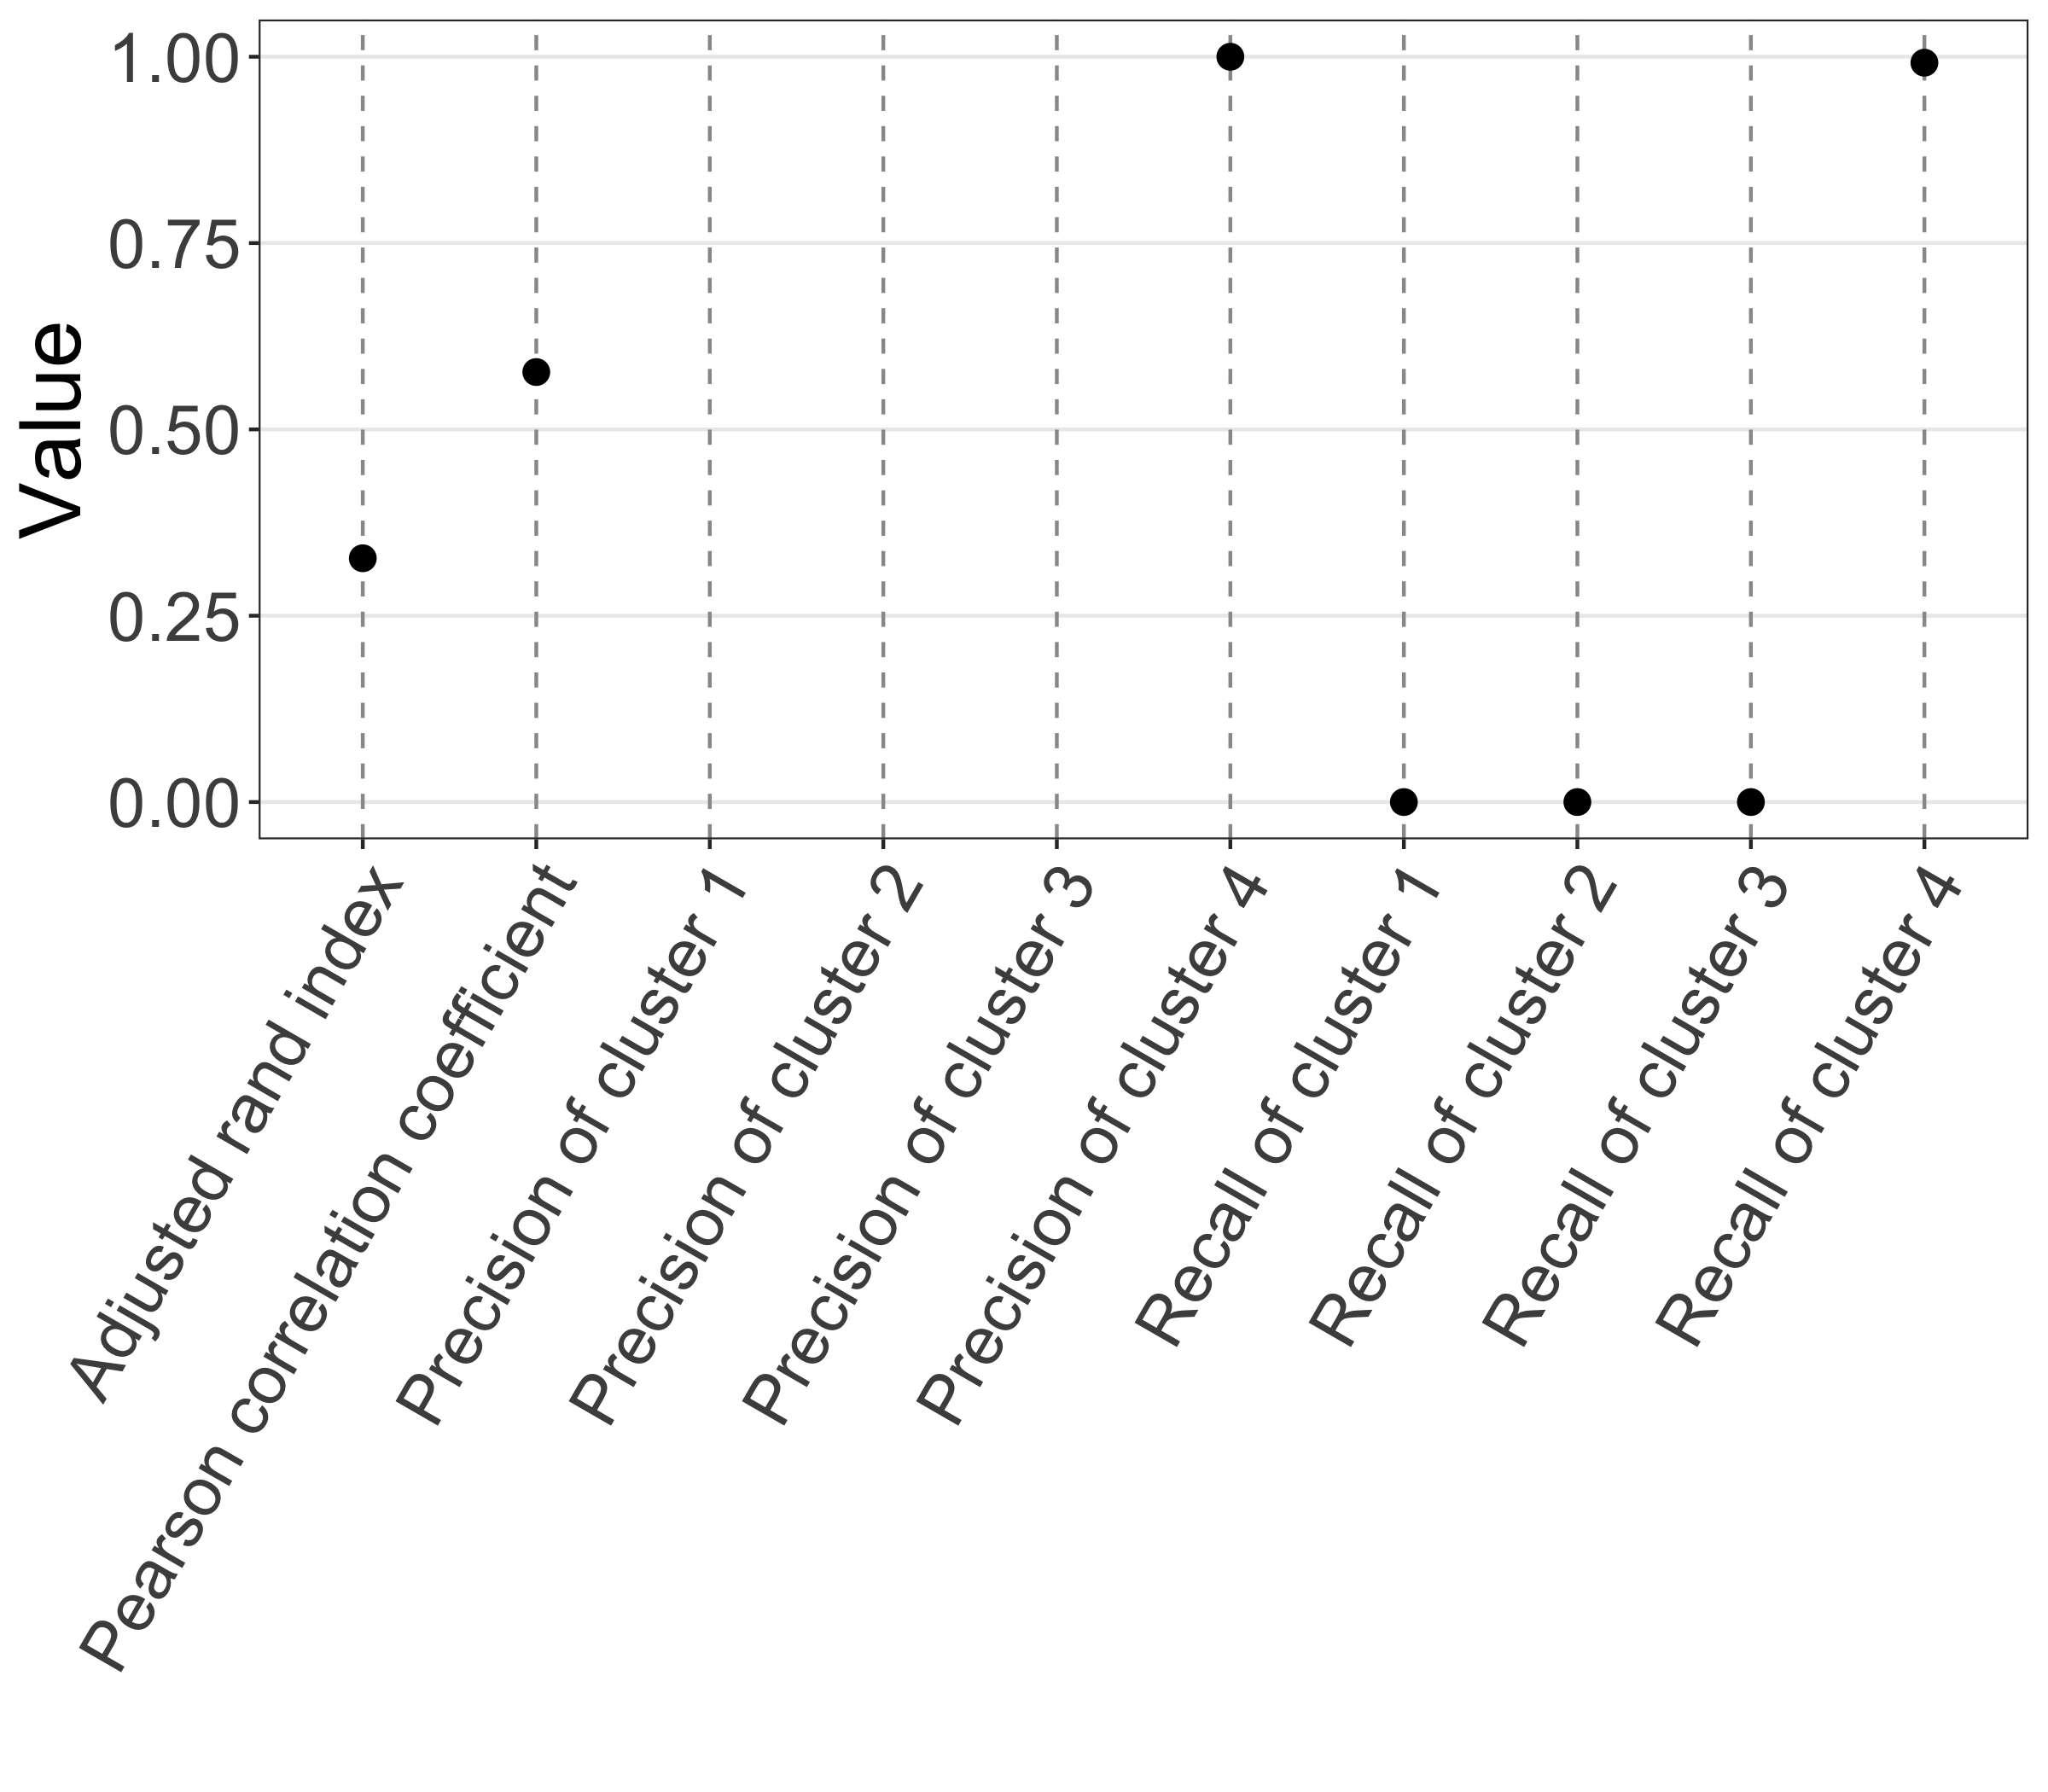 Value
1.00
0.75
0.50
0.25
0.00
Adjusted rand index
Pearson correlation coefficient
Precision of cluster 1
Precision of cluster 2
Precision of cluster 3
Precision of cluster 4
Recall of cluster 1
Recall of cluster 2
Recall of cluster 3
Recall of cluster 4